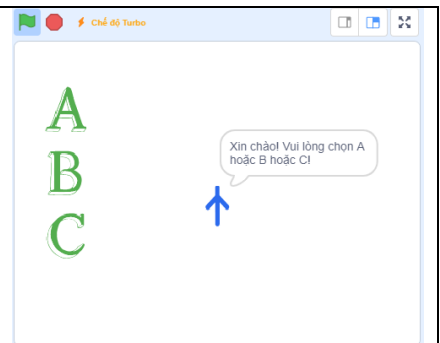 Chế độ Turbo
A
B
C
Xin chào! Vui lòng chọn A
hoặc B hoặc C!